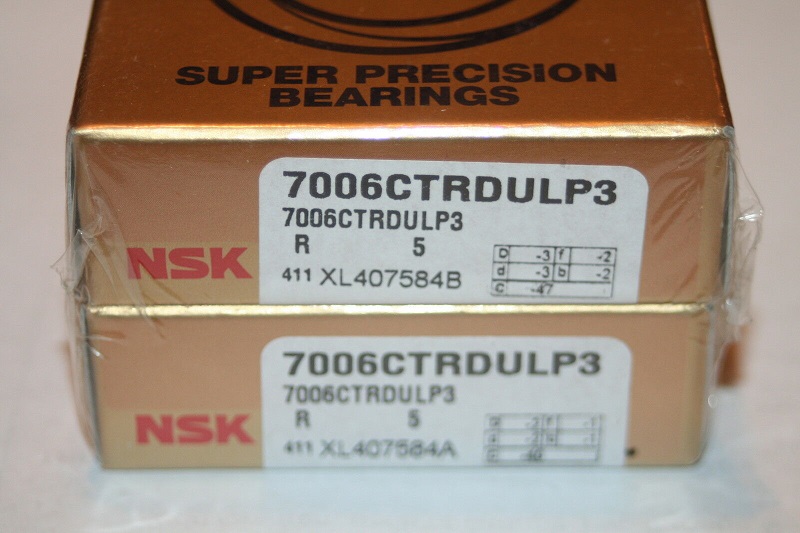 SUPER PRECISION
BEARINGS
7006CTRDULP3
7006CTRDULP3
R 5
NSK
411 XL407584B
D -3 f -2
d -3 b -2
C -47
7006CTRDULP3
7006CTRDULP3
R 5
NSK
411 XL407584A